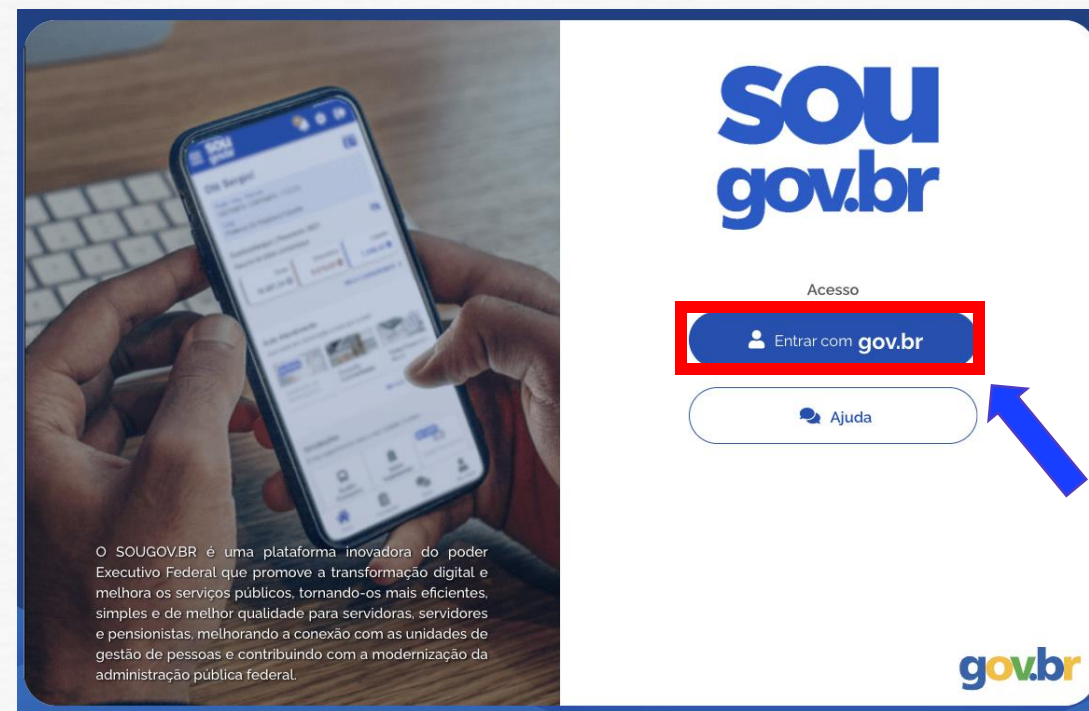 sou
gov.br
Olá Sergio!
Acesso
Entrar com gov.br
Ajuda
O SOUGOV.BR é uma plataforma inovadora do poder
Executivo Federal que promove a transformação digital e
melhora os serviços públicos, tornando-os mais eficientes,
simples e de melhor qualidade para servidoras, servidores
e pensionistas, melhorando a conexão com as unidades de
gestão de pessoas e contribuindo com a modernização da
administração pública federal.
gov.br